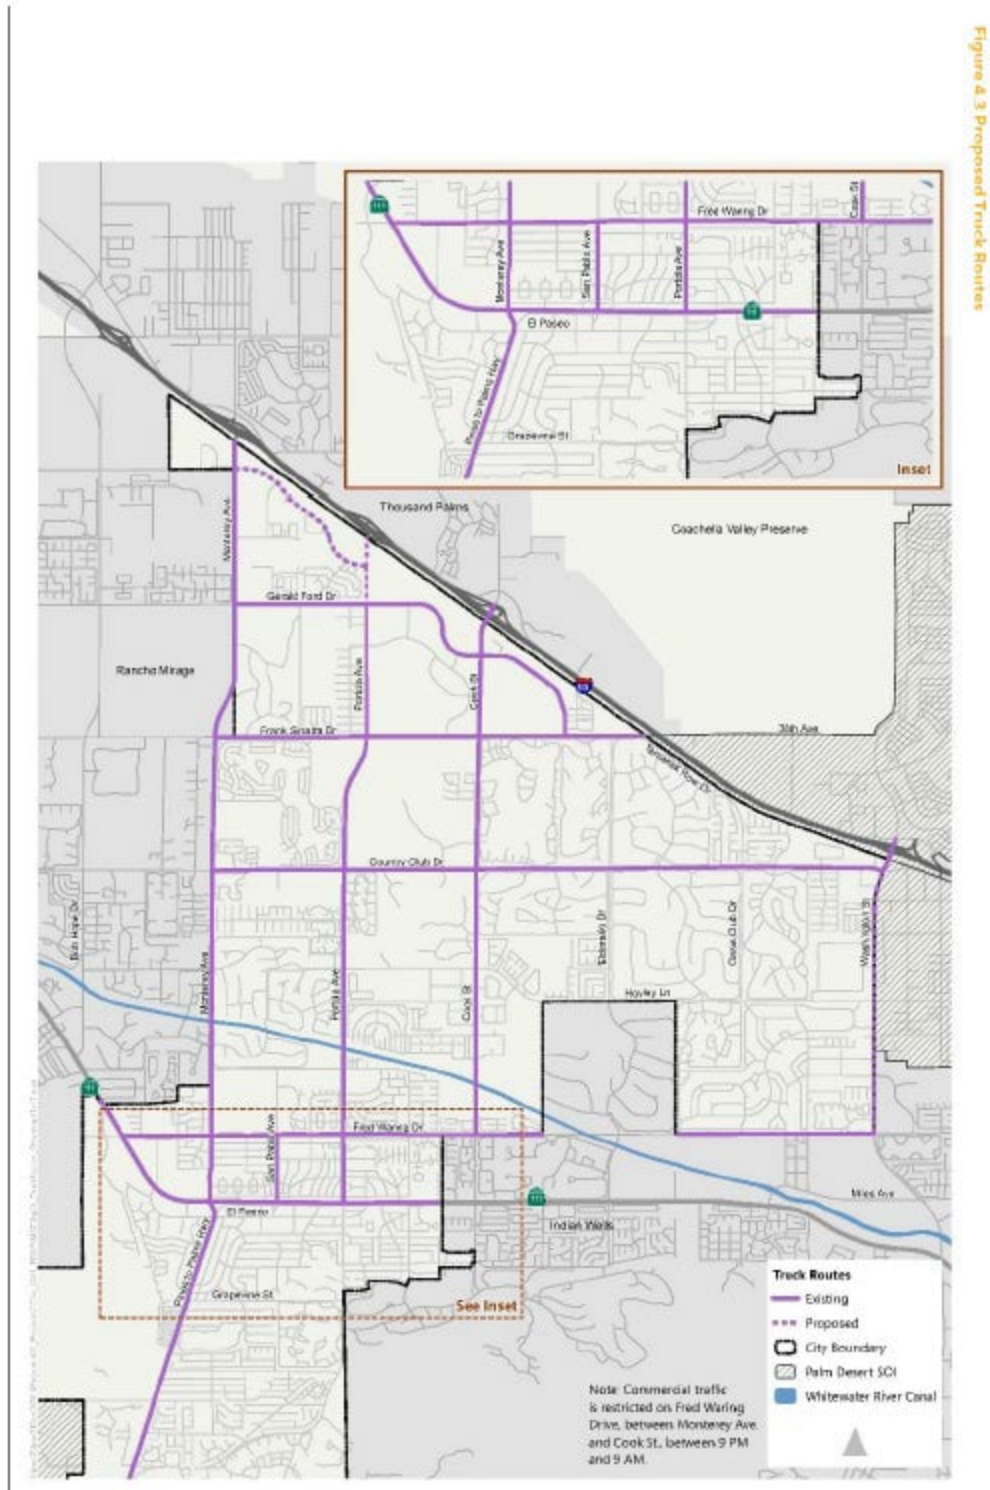 Figure 4.3 Proposed Truck Routes
Fred Waring Dr
Cook St
Monterey Ave
San Pablo Ave
Portola Ave
El Paseo
Grapevine St
Inset
Thousand Palms
Coachella Valley Preserve
Monterey Ave
Gerald Ford Dr
Rancho Mirage
Portola Ave
Cook St
Frank Sinatra Dr
38th Ave
Country Club Dr
Bob Hope Dr
Monterey Ave
Portola Ave
Cook St
Eldorado Dr
Oasis Club Dr
Washington St
Hovley Ln
Fred Waring Dr
San Pablo Ave
El Paseo
Miles Ave
Indian Wells
Grapevine St
See Inset
Truck Routes
Existing
Proposed
City Boundary
Palm Desert SOI
Whitewater River Canal
Note: Commercial traffic
is restricted on Fred Waring
Drive, between Monterey Ave.
and Cook St., between 9 PM
and 9 AM.